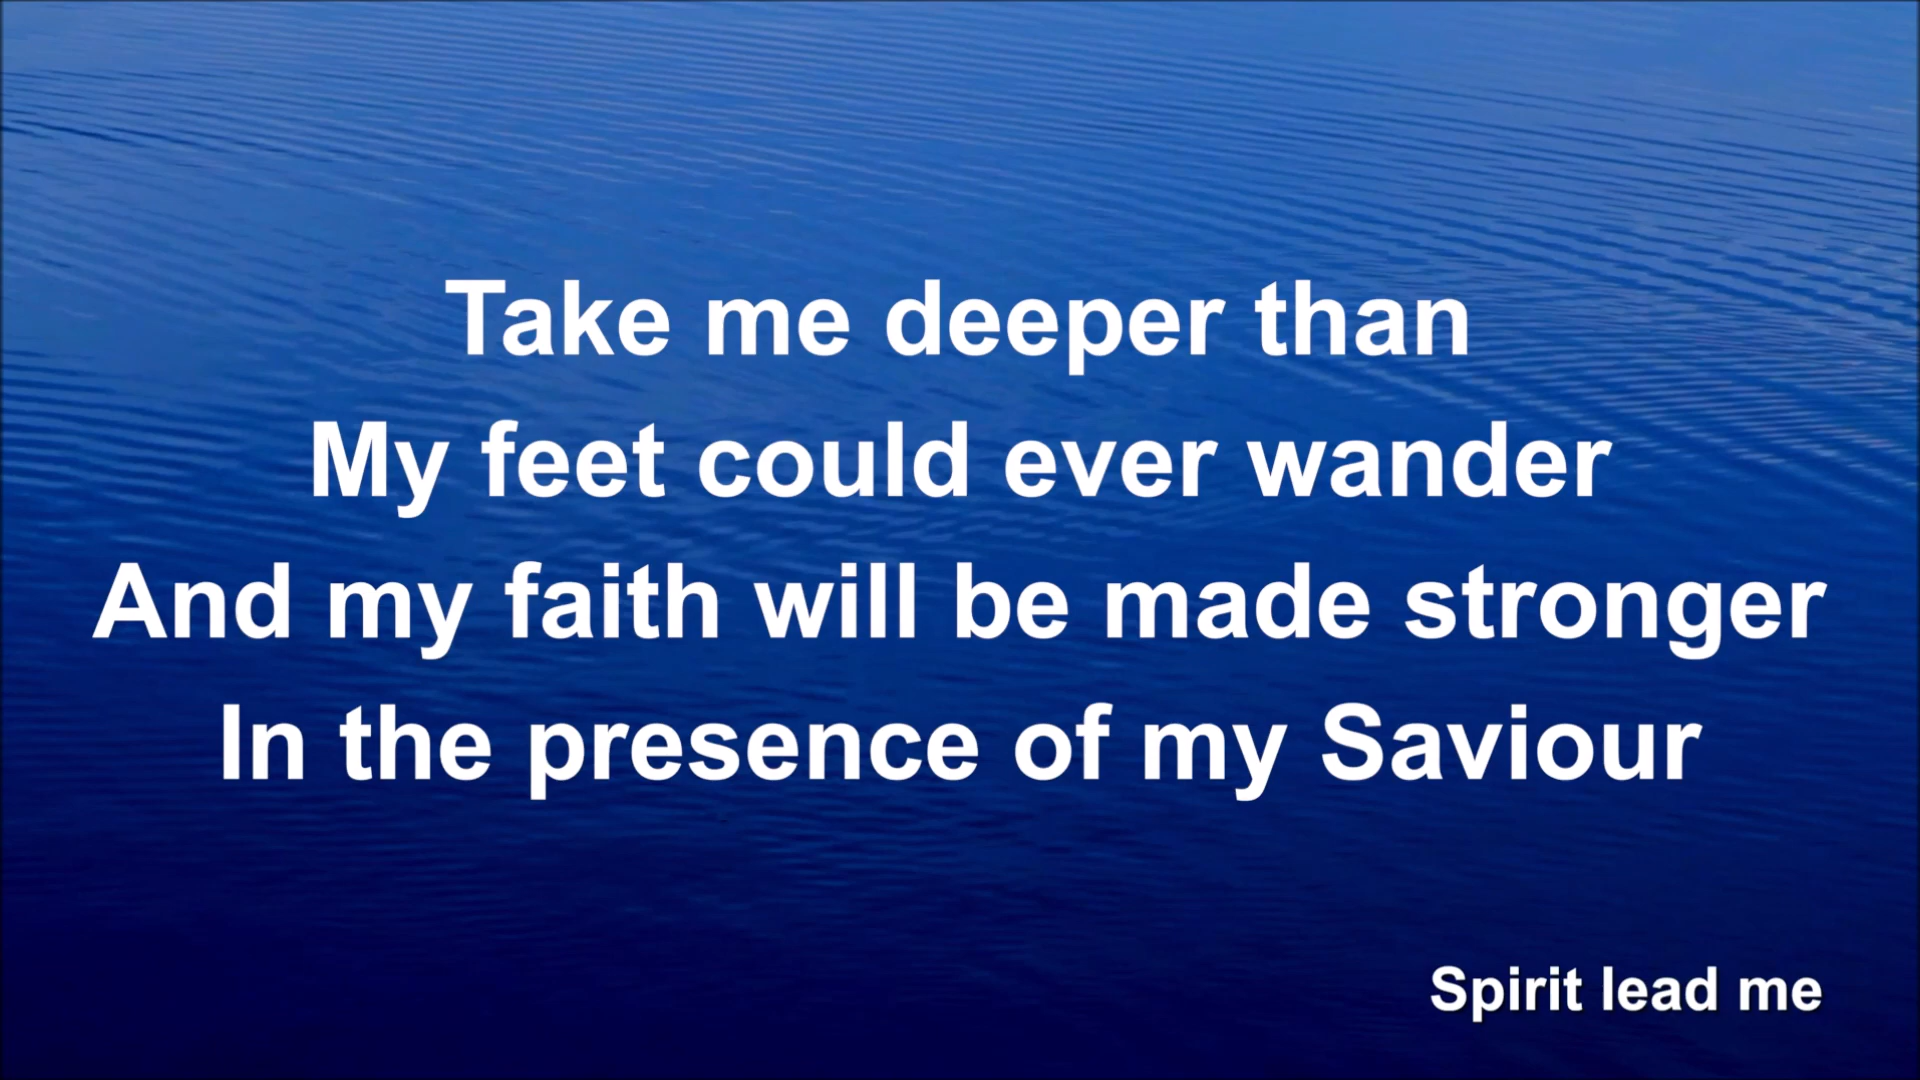 Take me deeper than
My feet could ever wander
And my faith will be made stronger
In the presence of my Saviour
Spirit lead me